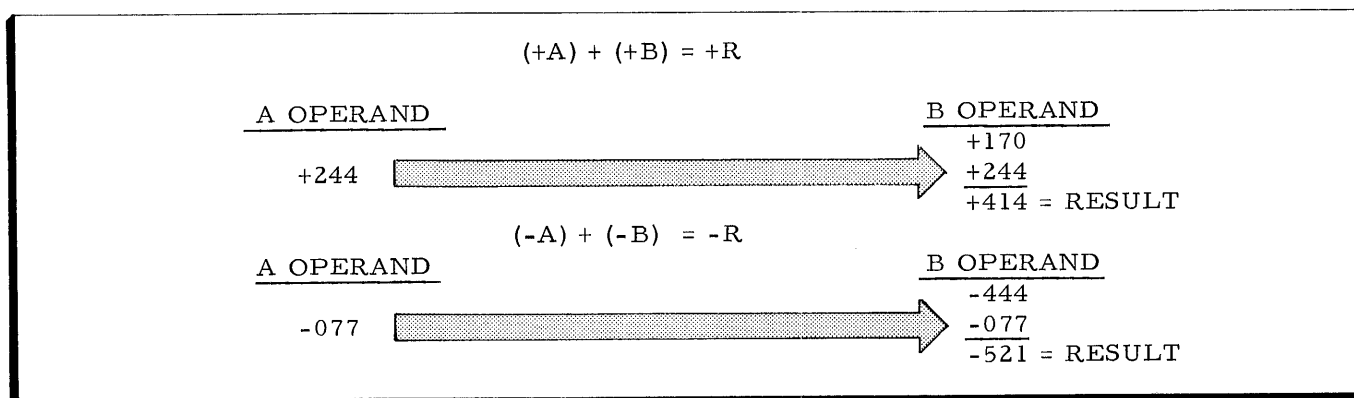 (+A) + (+B) = +R
A OPERAND
B OPERAND
+170
+244
+244
+414 = RESULT
(-A) + (-B) = -R
A OPERAND
B OPERAND
-444
-077
-077
-521 = RESULT